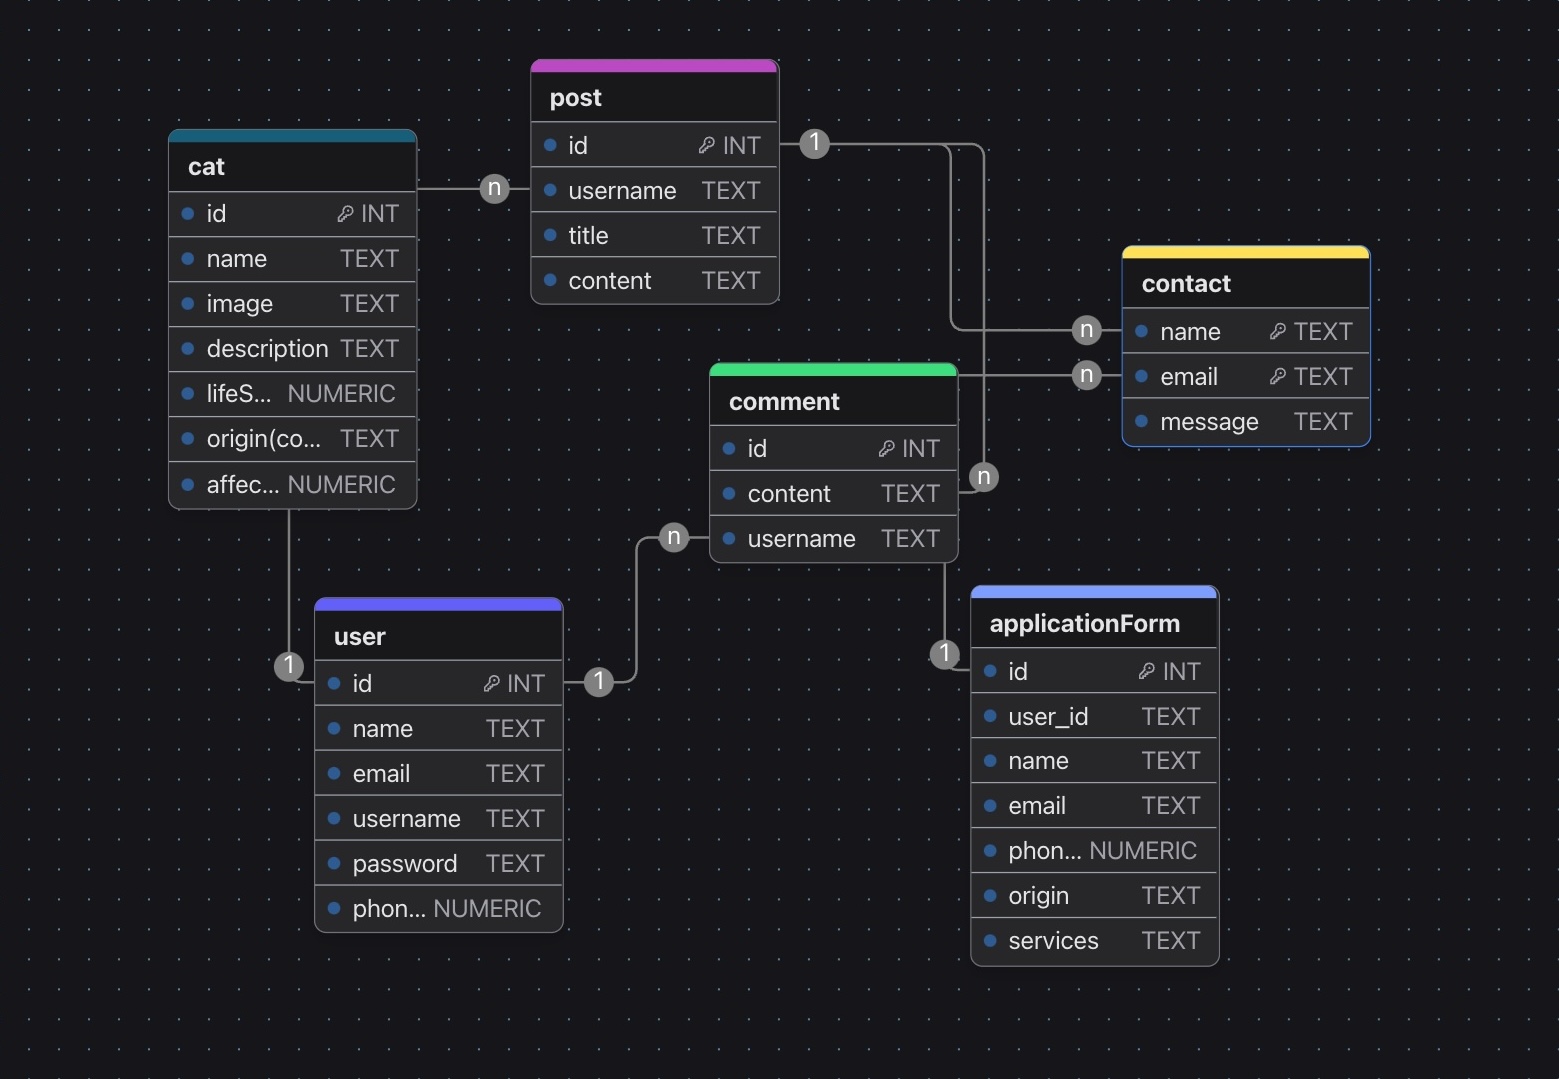 post
id INT
username TEXT
title TEXT
content TEXT
1
cat
id INT
name TEXT
image TEXT
description TEXT
lifeS... NUMERIC
origin(co... TEXT
affec... NUMERIC
n
contact
name TEXT
email TEXT
message TEXT
n
n
comment
id INT
content TEXT
username TEXT
n
n
user
id INT
name TEXT
email TEXT
username TEXT
password TEXT
phon... NUMERIC
1
1
applicationForm
id INT
user_id TEXT
name TEXT
email TEXT
phon... NUMERIC
origin TEXT
services TEXT
1